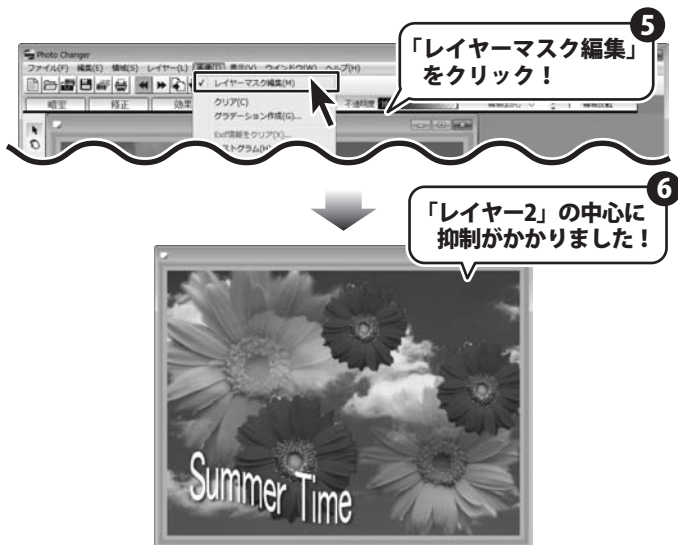 5
「レイヤーマスク編集」
をクリック！
Photo Changer
ファイル(F) 編集(E) 領域(S) レイヤー(L) 画像(I) 表示(V) ウインドウ(W) ヘルプ(H)
✓ レイヤーマスク編集(M)
暗室 修正 効果
クリア(C)
不透明度
グラデーション作成(G)...
Exif情報をクリア(X)...
6
「レイヤー2」の中心に
抑制がかかりました！
Summer Time